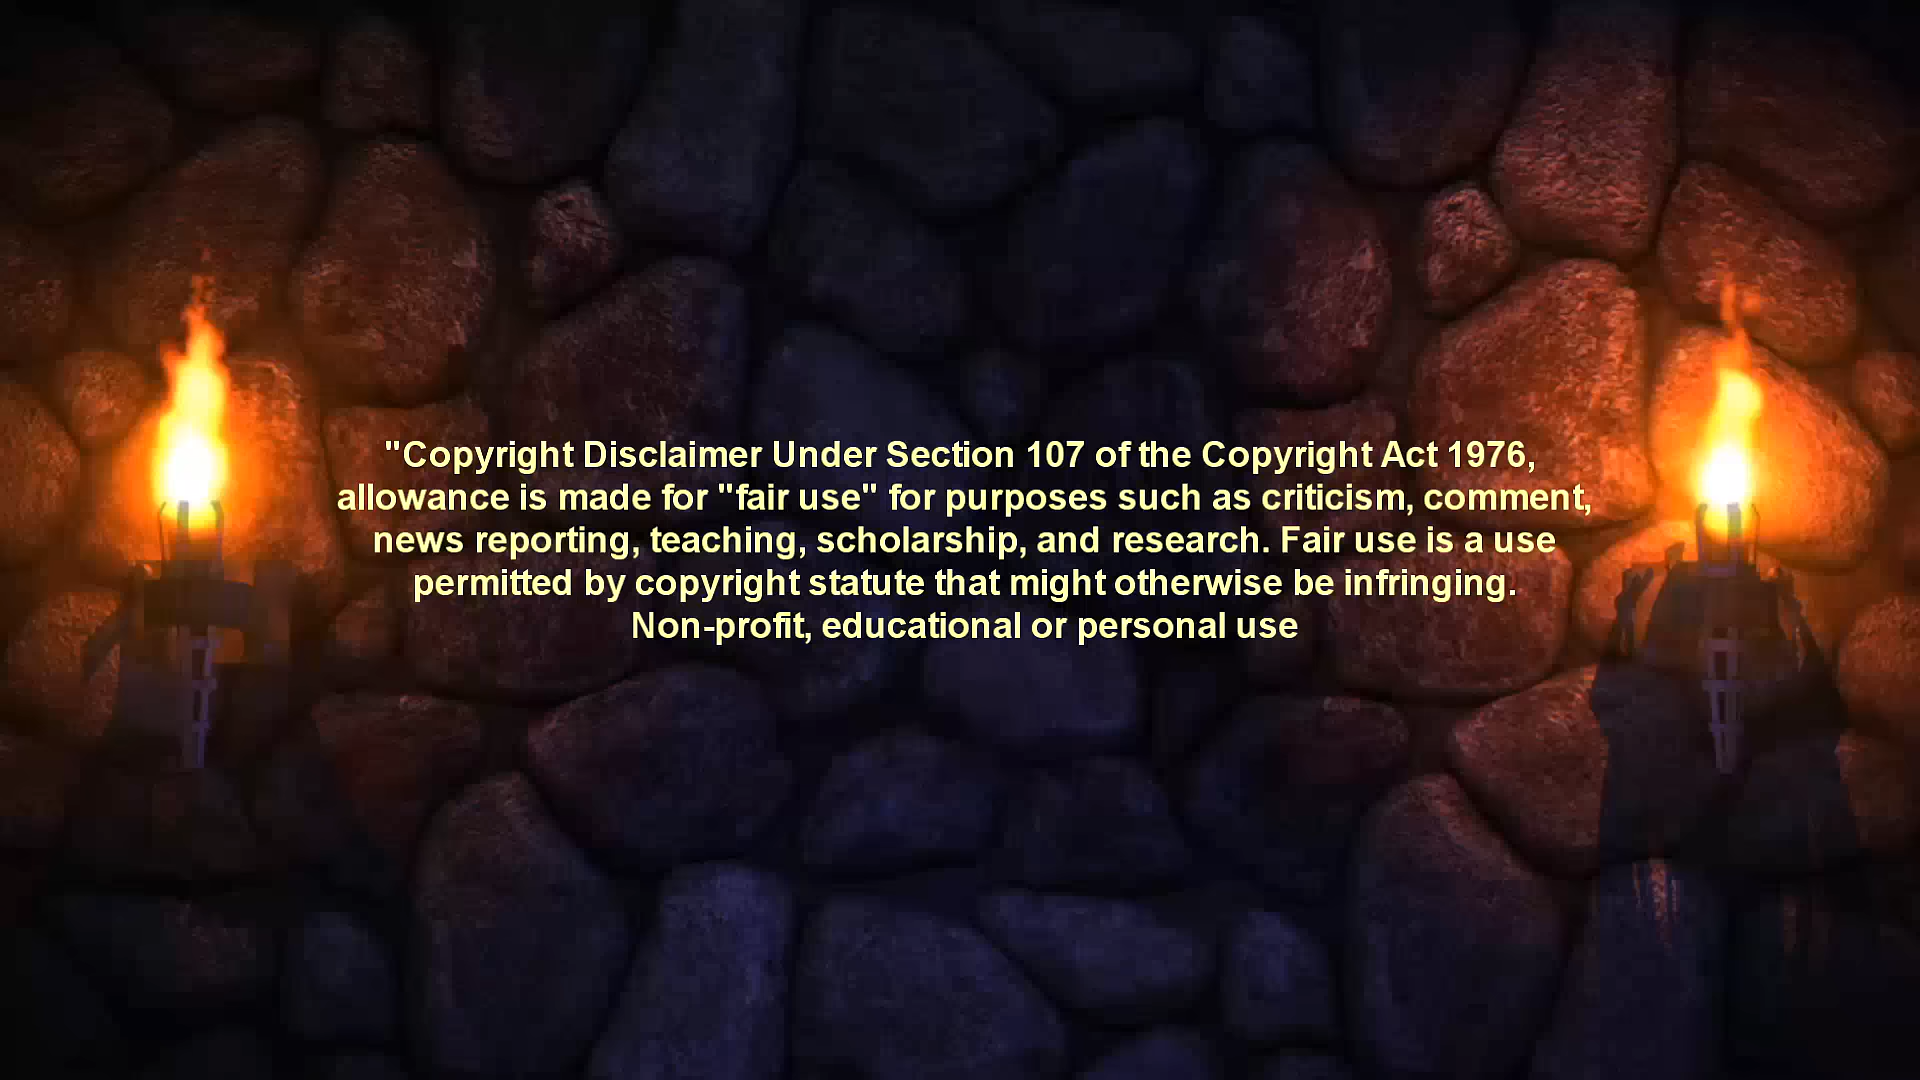 "Copyright Disclaimer Under Section 107 of the Copyright Act 1976,
allowance is made for "fair use" for purposes such as criticism, comment,
news reporting, teaching, scholarship, and research. Fair use is a use
permitted by copyright statute that might otherwise be infringing.
Non-profit, educational or personal use